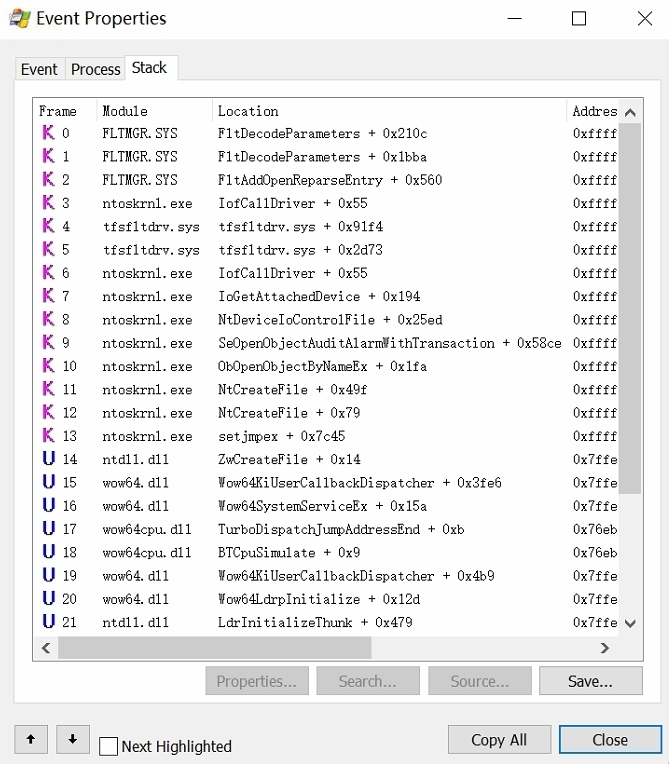 Event Properties
Event Process Stack
Frame Module Location Addres
K 0 FLTMGR.SYS FltDecodeParameters + 0x210c 0xffff
K 1 FLTMGR.SYS FltDecodeParameters + 0x1bba 0xffff
K 2 FLTMGR.SYS FltAddOpenReparseEntry + 0x560 0xffff
K 3 ntoskrnl.exe IofCallDriver + 0x55 0xffff
K 4 tfsfltdrv.sys tfsfltdrv.sys + 0x91f4 0xffff
K 5 tfsfltdrv.sys tfsfltdrv.sys + 0x2d73 0xffff
K 6 ntoskrnl.exe IofCallDriver + 0x55 0xffff
K 7 ntoskrnl.exe IoGetAttachedDevice + 0x194 0xffff
K 8 ntoskrnl.exe NtDeviceIoControlFile + 0x25ed 0xffff
K 9 ntoskrnl.exe SeOpenObjectAuditAlarmWithTransaction + 0x58ce 0xffff
K 10 ntoskrnl.exe ObOpenObjectByNameEx + 0x1fa 0xffff
K 11 ntoskrnl.exe NtCreateFile + 0x49f 0xffff
K 12 ntoskrnl.exe NtCreateFile + 0x79 0xffff
K 13 ntoskrnl.exe setjmpex + 0x7c45 0xffff
U 14 ntdll.dll ZwCreateFile + 0x14 0x7ffe
U 15 wow64.dll Wow64KiUserCallbackDispatcher + 0x3fe6 0x7ffe
U 16 wow64.dll Wow64SystemServiceEx + 0x15a 0x7ffe
U 17 wow64cpu.dll TurboDispatchJumpAddressEnd + 0xb 0x76eb
U 18 wow64cpu.dll BTCpuSimulate + 0x9 0x76eb
U 19 wow64.dll Wow64KiUserCallbackDispatcher + 0x4b9 0x7ffe
U 20 wow64.dll Wow64LdrpInitialize + 0x12d 0x7ffe
U 21 ntdll.dll LdrInitializeThunk + 0x479 0x7ffe
Properties... Search... Source... Save...
Next Highlighted Copy All Close